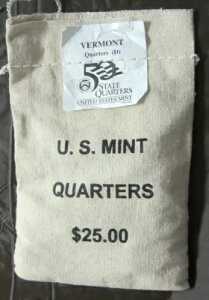 VERMONT
Quarters (D)
50
STATE
QUARTERS
UNITED STATES MINT
U. S. MINT
QUARTERS
$25.00